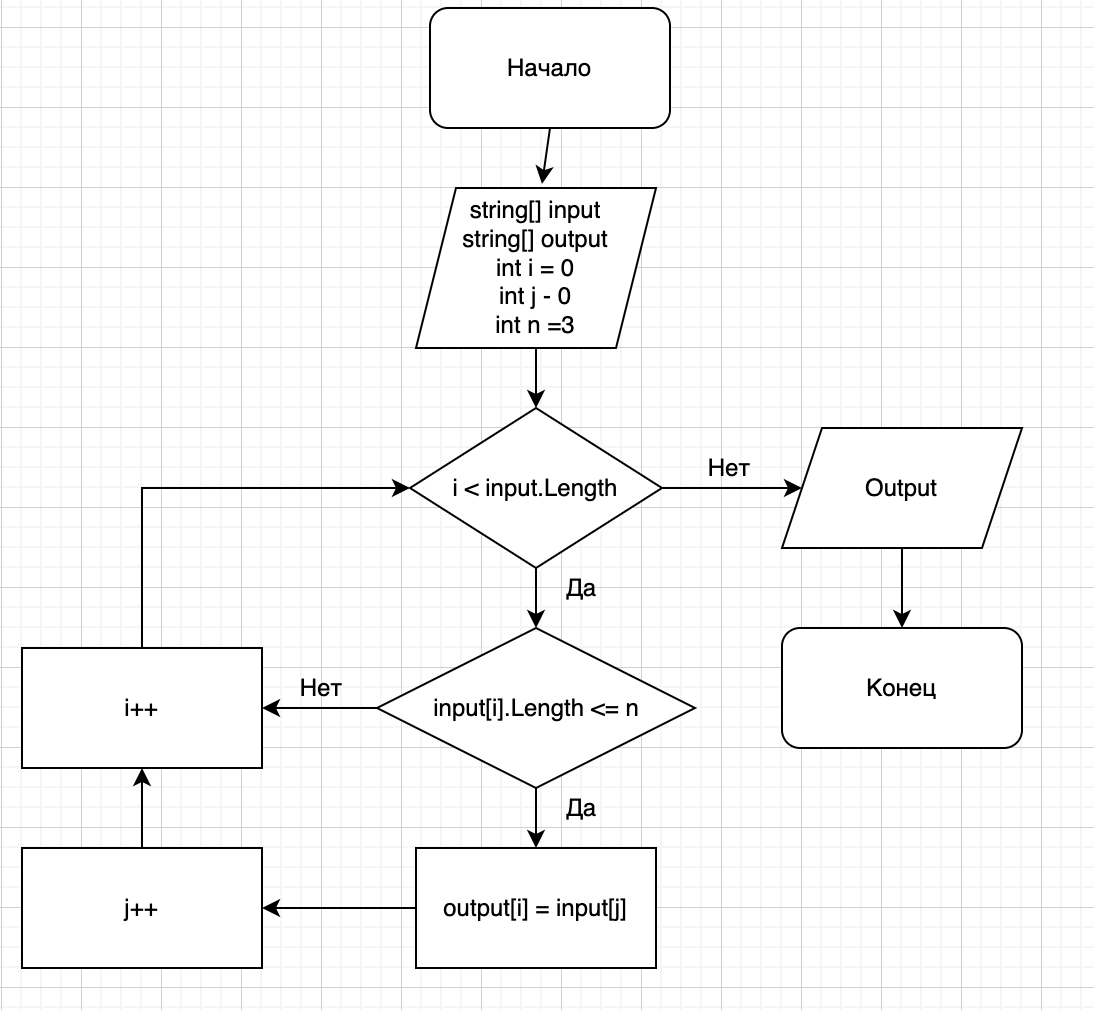 Начало
string[] input
string[] output
int i = 0
int j - 0
int n =3
i < input.Length
Нет
Output
Да
Конец
input[i].Length <= n
Нет
i++
Да
output[i] = input[j]
j++